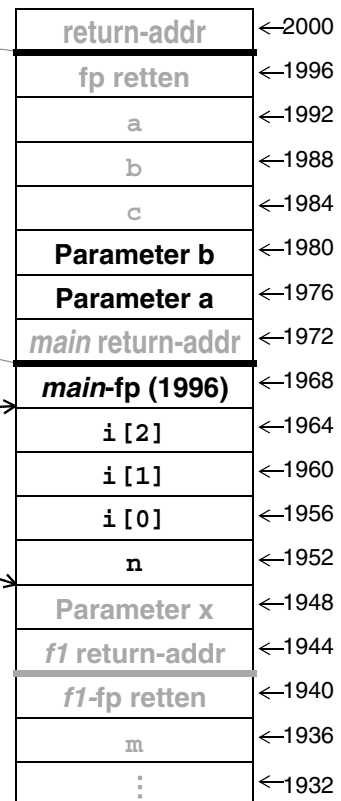 return-addr ←2000
fp retten ←1996
a ←1992
b ←1988
c ←1984
Parameter b ←1980
Parameter a ←1976
main return-addr ←1972
main-fp (1996) ←1968
i[2] ←1964
i[1] ←1960
i[0] ←1956
n ←1952
Parameter x ←1948
f1 return-addr ←1944
f1-fp retten ←1940
m ←1936
⋮ ←1932